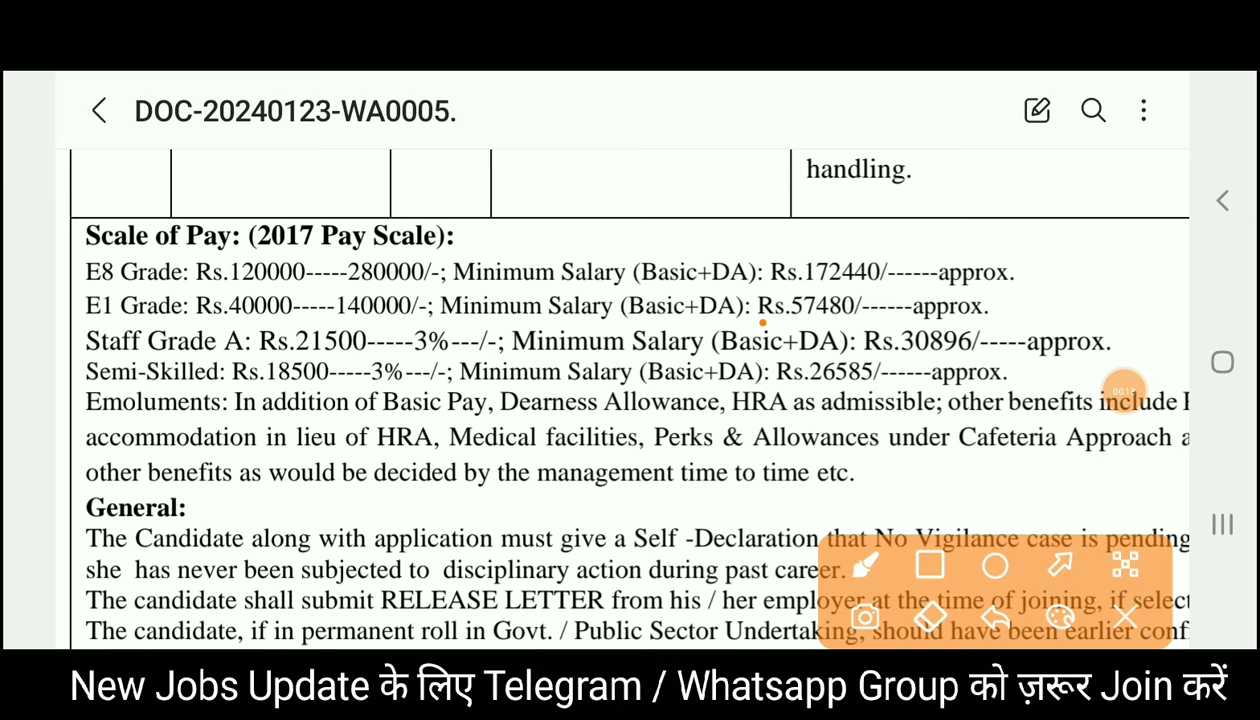 DOC-20240123-WA0005.
handling.
Scale of Pay: (2017 Pay Scale):
E8 Grade: Rs.120000-----280000/-; Minimum Salary (Basic+DA): Rs.172440/------approx.
E1 Grade: Rs.40000-----140000/-; Minimum Salary (Basic+DA): Rs.57480/------approx.
Staff Grade A: Rs.21500-----3%---/-; Minimum Salary (Basic+DA): Rs.30896/-----approx.
Semi-Skilled: Rs.18500-----3%---/-; Minimum Salary (Basic+DA): Rs.26585/------approx.
00:18
Emoluments: In addition of Basic Pay, Dearness Allowance, HRA as admissible; other benefits include
accommodation in lieu of HRA, Medical facilities, Perks & Allowances under Cafeteria Approach a
other benefits as would be decided by the management time to time etc.
General:
The Candidate along with application must give a Self -Declaration that No Vigilance case is pending
she has never been subjected to disciplinary action during past career.
The candidate shall submit RELEASE LETTER from his / her employer at the time of joining, if select
The candidate, if in permanent roll in Govt. / Public Sector Undertaking, should have been earlier conf
New Jobs Update के लिए Telegram / Whatsapp Group को ज़रूर Join करें